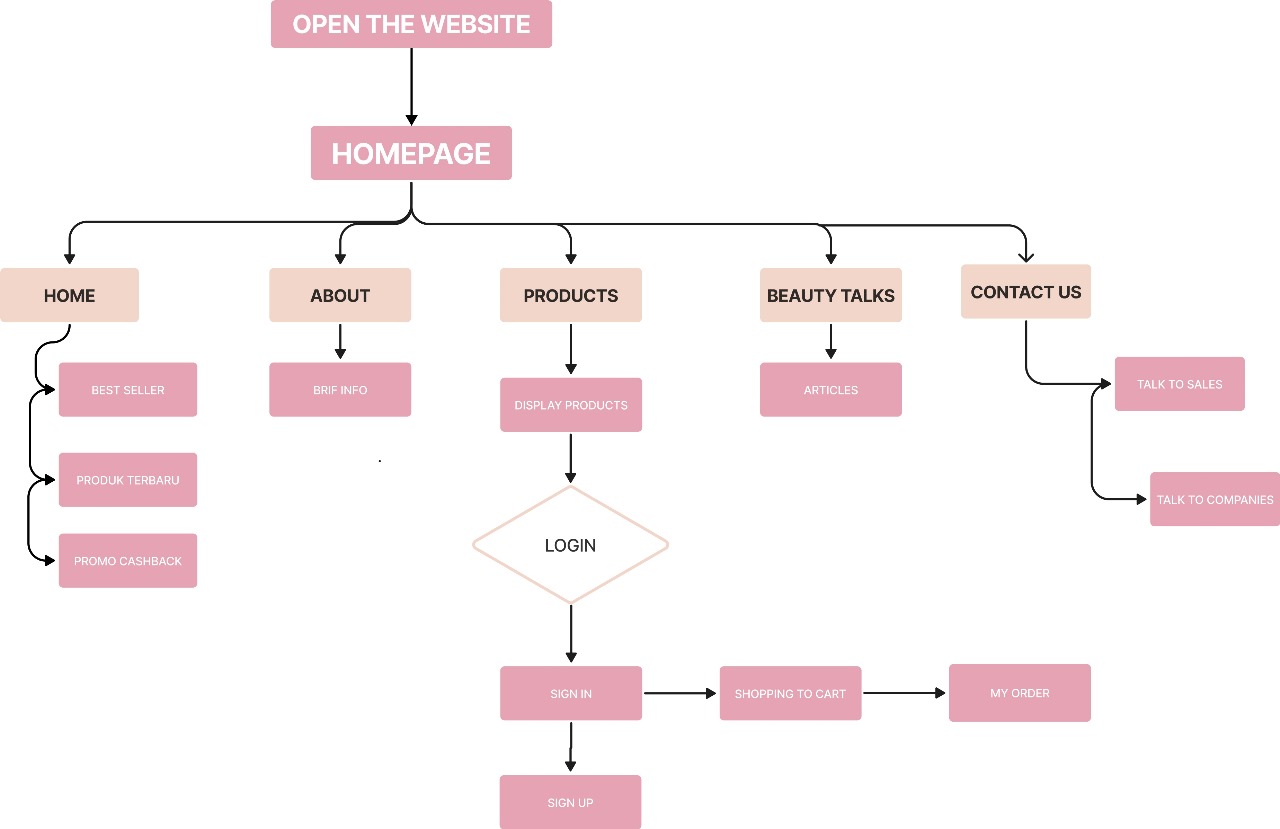 OPEN THE WEBSITE
HOMEPAGE
HOME
ABOUT
PRODUCTS
BEAUTY TALKS
CONTACT US
BEST SELLER
BRIF INFO
DISPLAY PRODUCTS
ARTICLES
TALK TO SALES
PRODUK TERBARU
TALK TO COMPANIES
PROMO CASHBACK
LOGIN
SIGN IN
SHOPPING TO CART
MY ORDER
SIGN UP